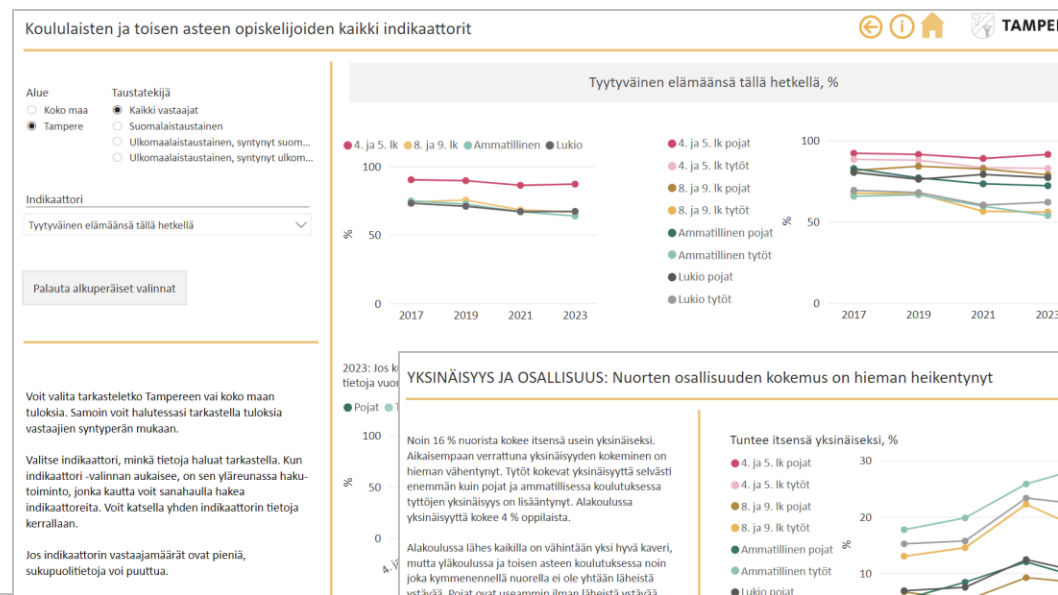 Koululaisten ja toisen asteen opiskelijoiden kaikki indikaattorit
Alue
Koko maa
Tampere
Taustatekijä
Kaikki vastaajat
Suomalaistaustainen
Ulkomaalaistaustainen, syntynyt suom...
Ulkomaalaistaustainen, syntynyt ulkom...
Indikaattori
Tyytyväinen elämäänsä tällä hetkellä
Palauta alkuperäiset valinnat
Voit valita tarkasteletko Tampereen vai koko maan
tuloksia. Samoin voit halutessasi tarkastella tuloksia
vastaajien syntyperän mukaan.
Valitse indikaattori, minkä tietoja haluat tarkastella. Kun
indikaattori -valinnan aukaisee, on sen yläreunassa haku-
toiminto, jonka kautta voit sanahaulla hakea
indikaattoreita. Voit katsella yhden indikaattorin tietoja
kerrallaan.
Jos indikaattorin vastaajamäärät ovat pieniä,
sukupuolitietoja voi puuttua.
Tyytyväinen elämäänsä tällä hetkellä, %
4. ja 5. lk 8. ja 9. lk Ammatillinen Lukio
100
50
0
%
2017 2019 2021 2023
4. ja 5. lk pojat
4. ja 5. lk tytöt
8. ja 9. lk pojat
8. ja 9. lk tytöt
Ammatillinen pojat
Ammatillinen tytöt
Lukio pojat
Lukio tytöt
100
50
0
%
2017 2019 2021 2023
2023: Jos
tietoja
Pojat
100
50
0
%
4.
YKSINÄISYYS JA OSALLISUUS: Nuorten osallisuuden kokemus on hieman heikentynyt
Noin 16 % nuorista kokee itsensä usein yksinäiseksi.
Aikaisempaan verrattuna yksinäisyyden kokeminen on
hieman vähentynyt. Tytöt kokevat yksinäisyyttä selvästi
enemmän kuin pojat ja ammatillisessa koulutuksessa
tyttöjen yksinäisyys on lisääntynyt. Alakoulussa
yksinäisyyttä kokee 4 % oppilaista.
Alakoulussa lähes kaikilla on vähintään yksi hyvä kaveri,
mutta yläkoulussa ja toisen asteen koulutuksessa noin
joka kymmenennellä nuorella ei ole yhtään läheistä
ystävää. Pojat ovat useammin ilman läheistä ystävää
Tuntee itsensä yksinäiseksi, %
4. ja 5. lk pojat
4. ja 5. lk tytöt
8. ja 9. lk pojat
8. ja 9. lk tytöt
Ammatillinen pojat
Ammatillinen tytöt
Lukio pojat
30
20
10
%